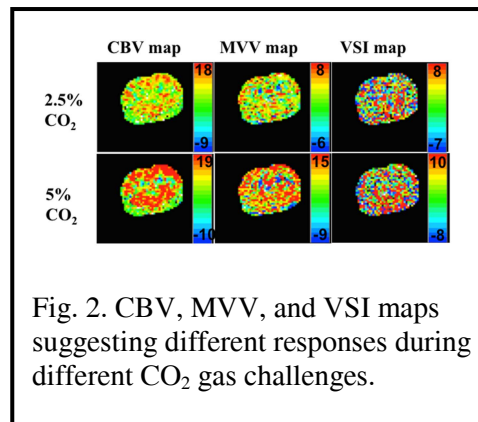 CBV map MVV map VSI map
2.5% CO₂ 18 8 8
-9 -6 -7
5% CO₂ 19 15 10
-10 -9 -8
Fig. 2. CBV, MVV, and VSI maps
suggesting different responses during
different CO₂ gas challenges.